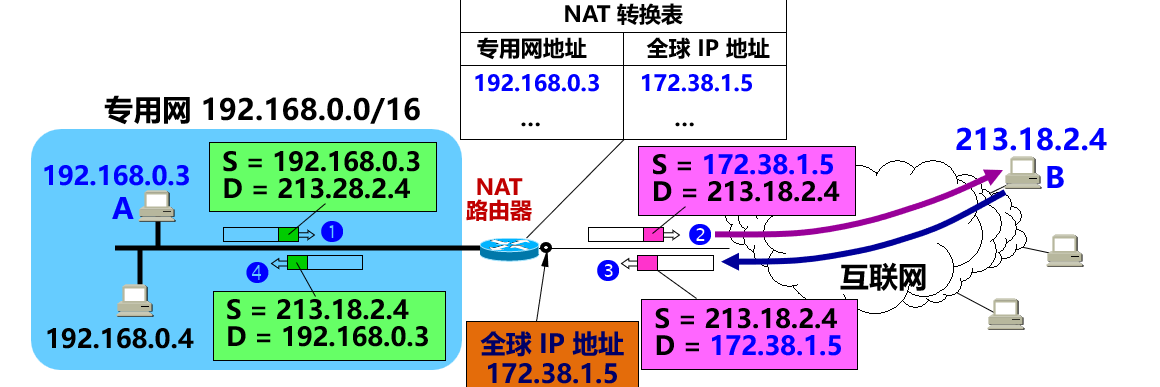 NAT 转换表
专用网地址
全球 IP 地址
192.168.0.3
172.38.1.5
...
...
专用网 192.168.0.0/16
192.168.0.3
A
S = 192.168.0.3
D = 213.28.2.4
1
NAT
路由器
S = 172.38.1.5
D = 213.18.2.4
2
213.18.2.4
B
4
S = 213.18.2.4
D = 192.168.0.3
192.168.0.4
全球 IP 地址
172.38.1.5
3
S = 213.18.2.4
D = 172.38.1.5
互联网